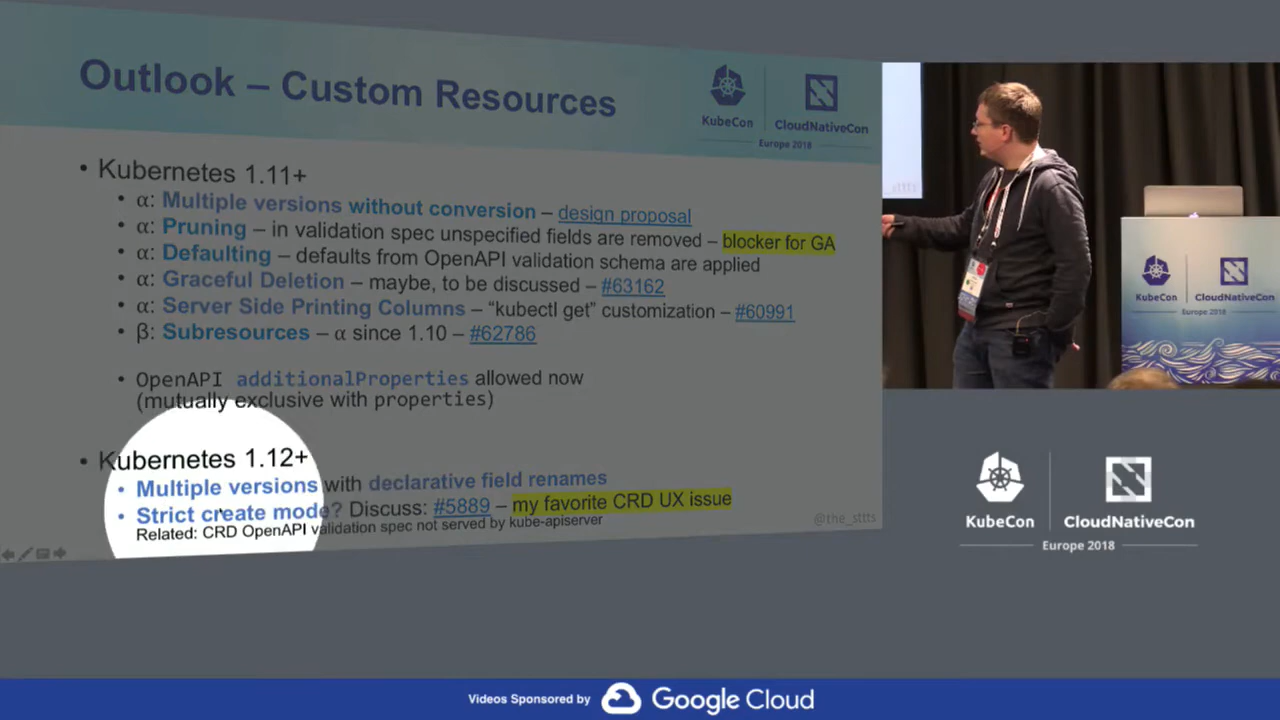 Outlook – Custom Resources
KubeCon
CloudNativeCon
Europe 2018
• Kubernetes 1.11+
• α: Multiple versions without conversion – design proposal
• α: Pruning – in validation spec unspecified fields are removed – blocker for GA
• α: Defaulting – defaults from OpenAPI validation schema are applied
• α: Graceful Deletion – maybe, to be discussed – #63162
• α: Server Side Printing Columns – “kubectl get” customization – #60991
• β: Subresources – α since 1.10 – #62786
• OpenAPI additionalProperties allowed now
(mutually exclusive with properties)
• Kubernetes 1.12+
• Multiple versions with declarative field renames
• Strict create mode? Discuss: #5889 – my favorite CRD UX issue
Related: CRD OpenAPI validation spec not served by kube-apiserver
@the_sttts
_sttts
KubeCon
CloudNativeCon
Europe 2018
KubeCon
CloudNativeCon
Europe 2018
Videos Sponsored by Google Cloud